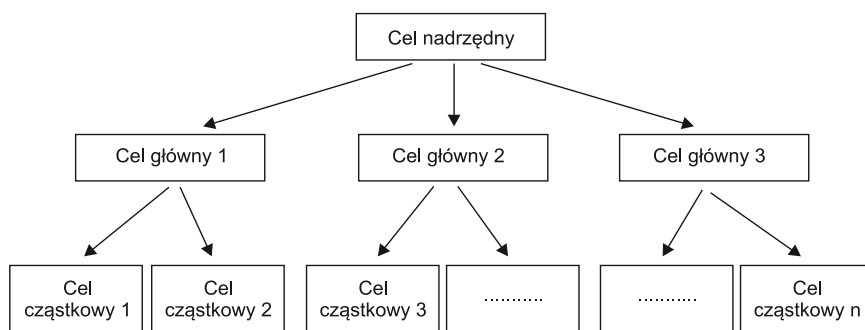 Cel nadrzędny
Cel główny 1
Cel główny 2
Cel główny 3
Cel
cząstkowy 1
Cel
cząstkowy 2
Cel
cząstkowy 3
...........
...........
Cel
cząstkowy n